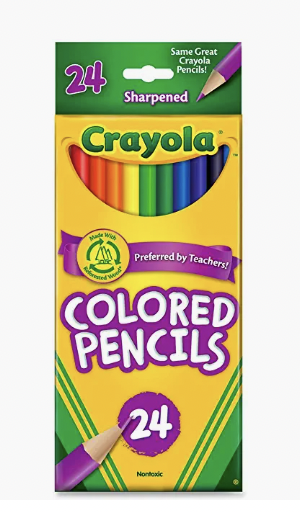 24
Same Great
Crayola
Pencils!
Sharpened
Crayola®
Made With
Reforested Wood
Preferred by Teachers!
COLORED
PENCILS
24
Nontoxic